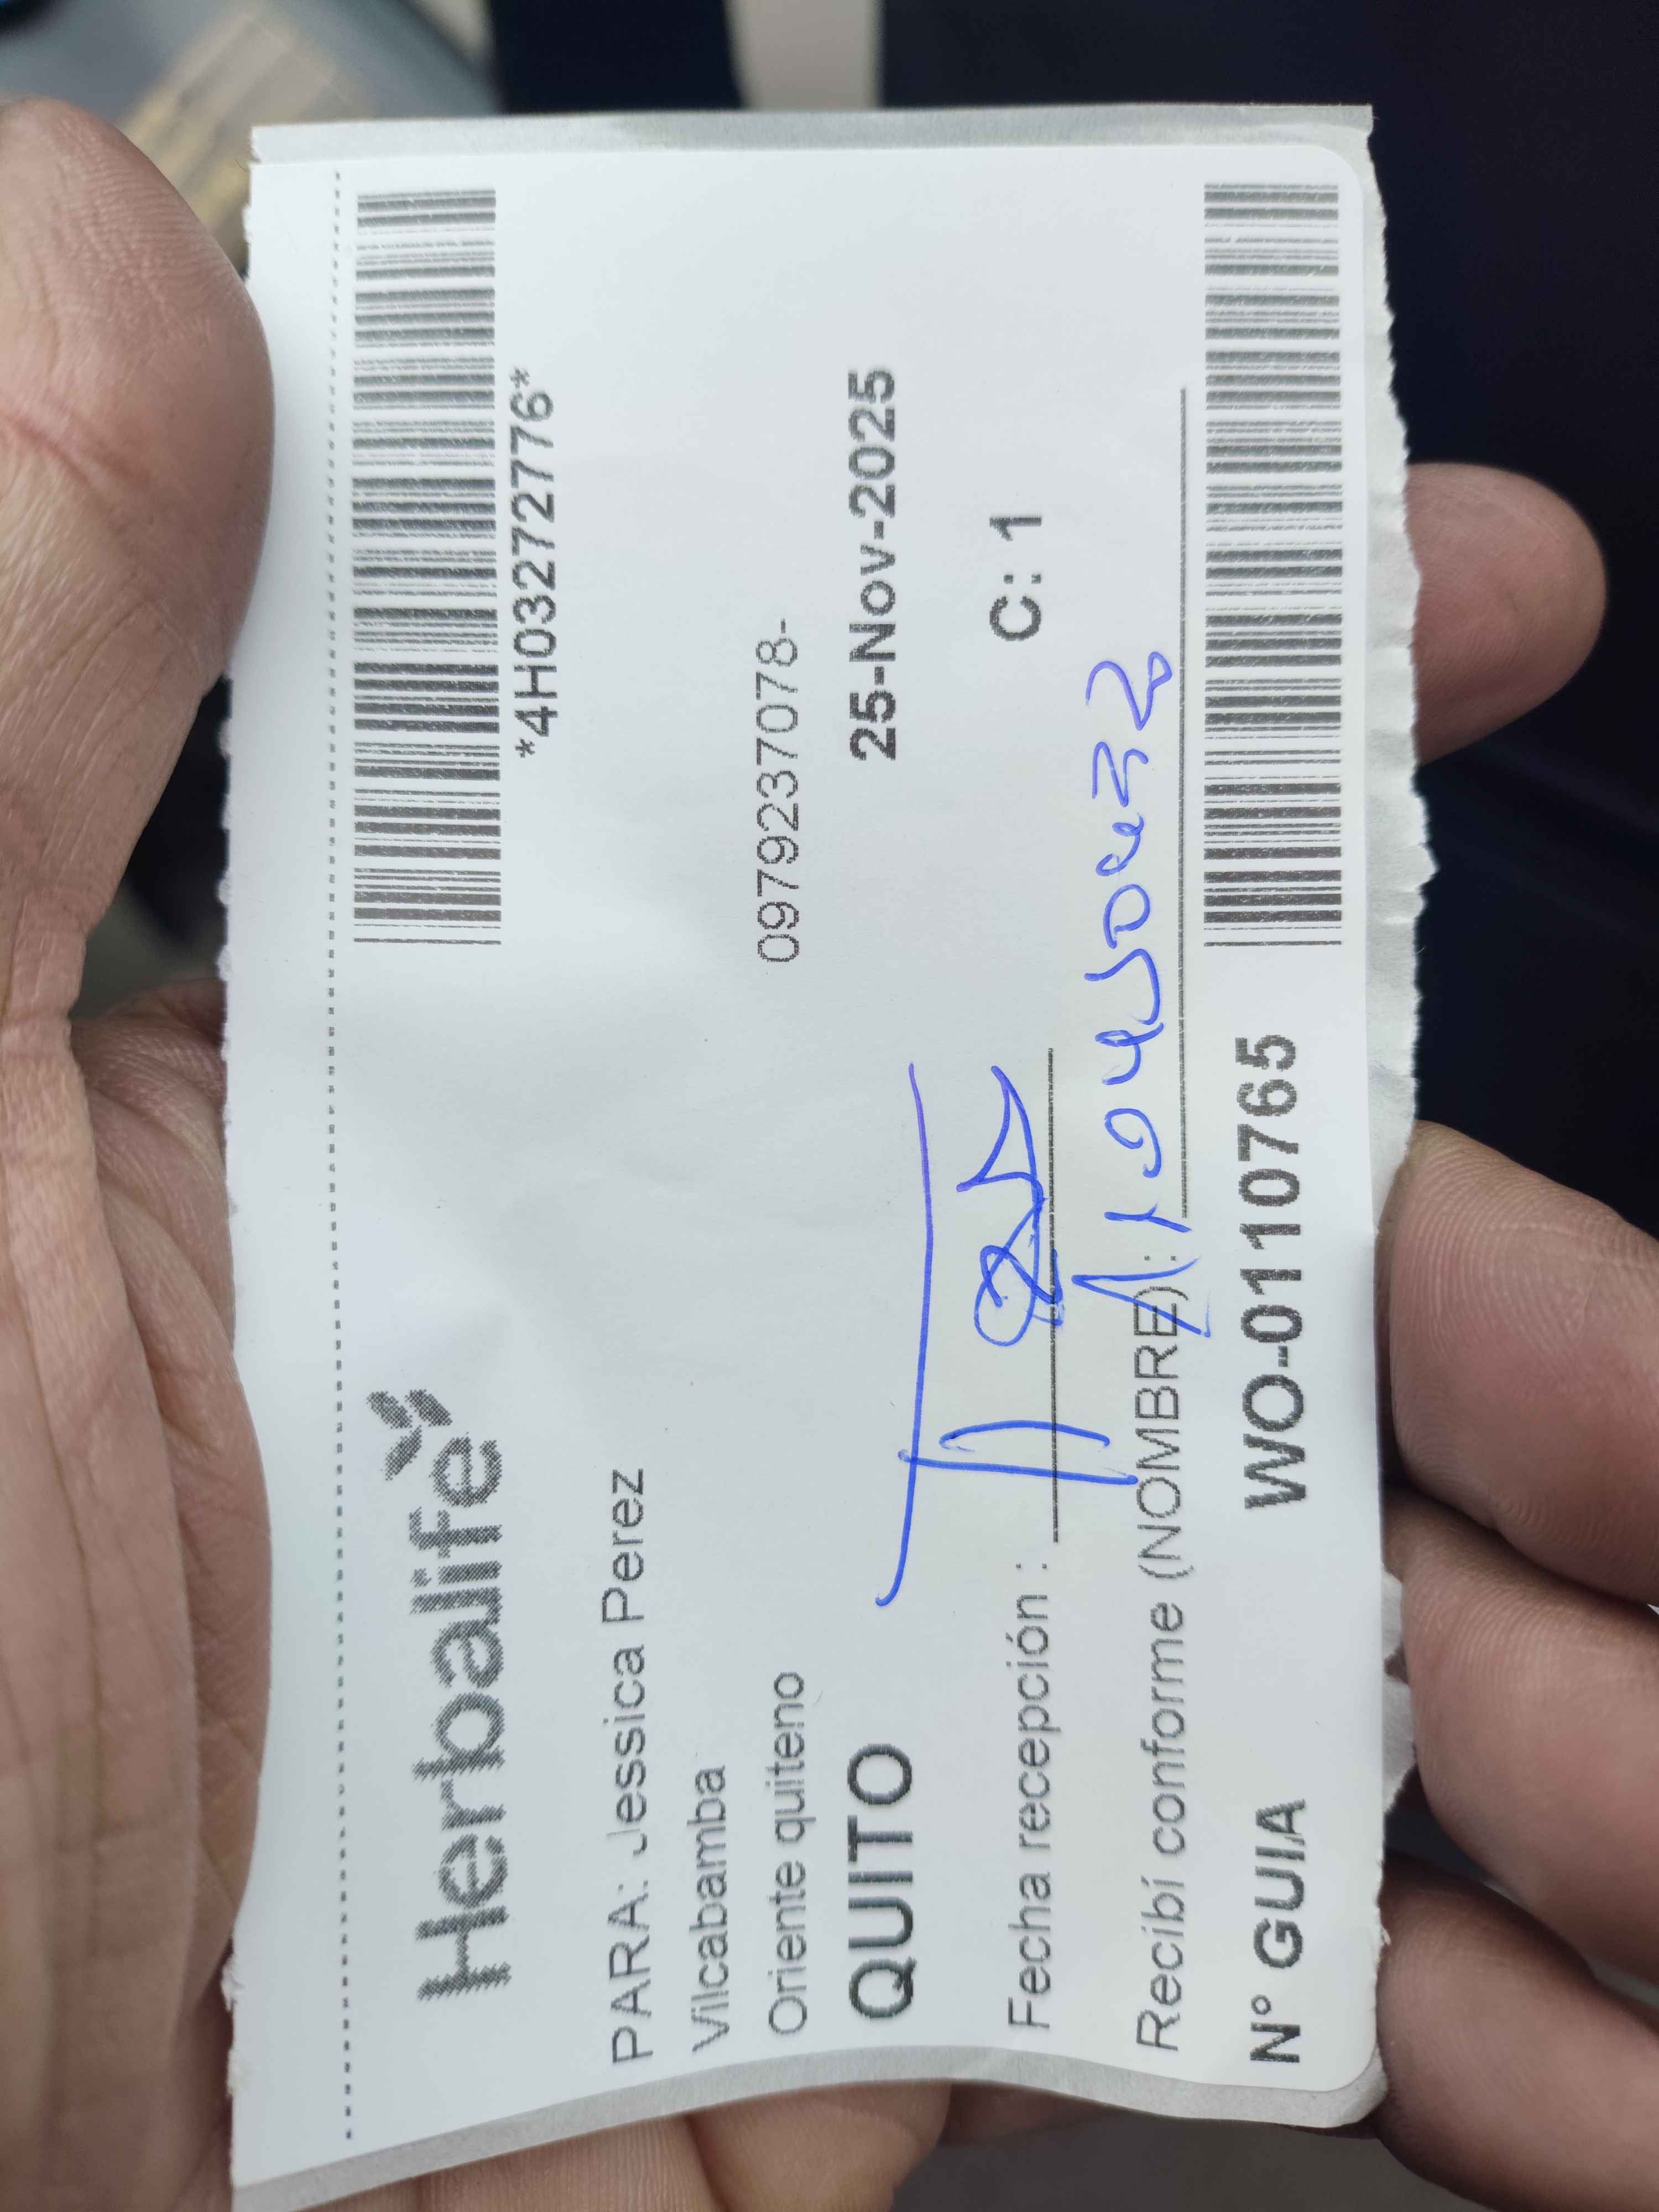 Herbalife
*4H03272776*
PARA: Jessica Perez
Vilcabamba
Oriente quiteno
0979237078-
QUITO
25-Nov-2025
Fecha recepción :
C: 1
Recibí conforme (NOMBRE):
N° GUIA
WO-0110765